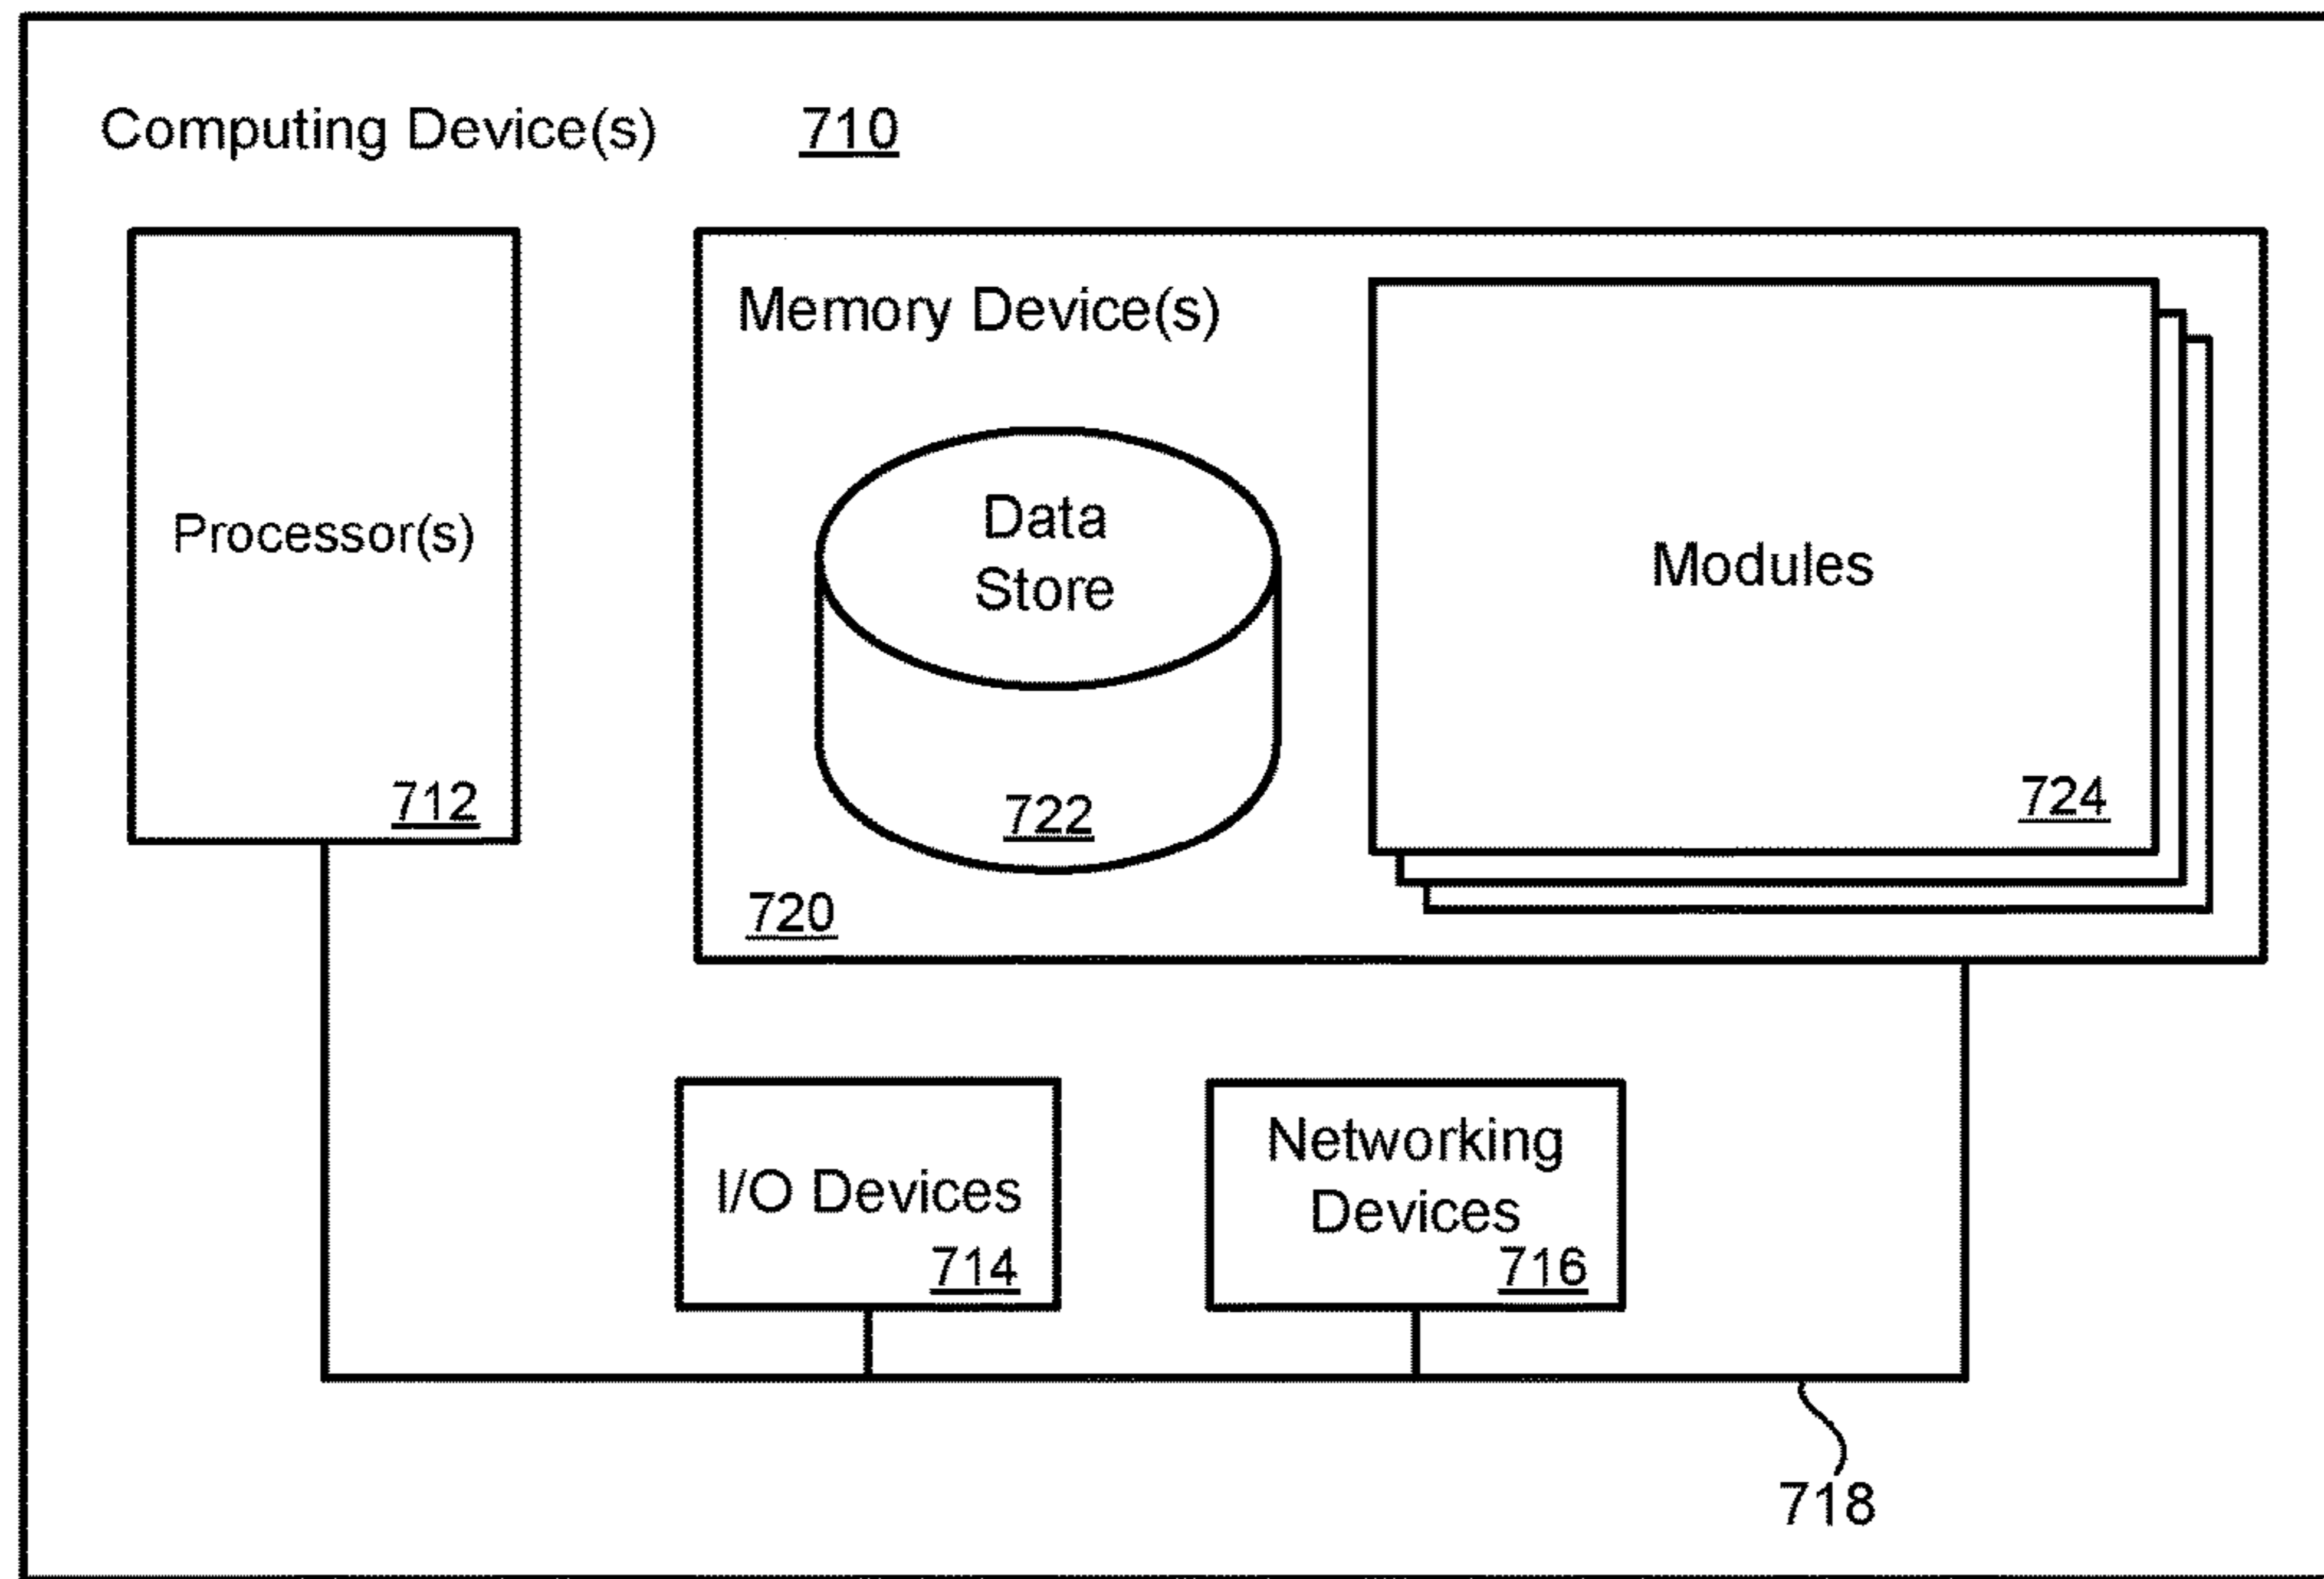 Computing Device(s) 710
Processor(s)
712
Memory Device(s)
Data
Store
722
720
Modules
724
I/O Devices
714
Networking
Devices
716
718